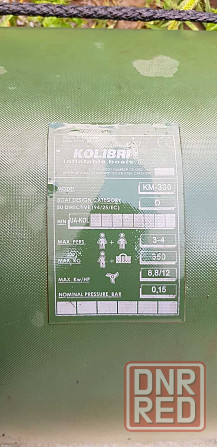 KOLIBRI
inflatable boats
MODEL KM-330
BOAT DESIGN CATEGORY D
EU DIRECTIVE (94/25/EC)
HIN UA-KOL
MAX. PERS 3-4
MAX. KG 350
MAX. Kw/HP 8,8/12
NOMINAL PRESSURE, BAR 0,15
DNR
RED